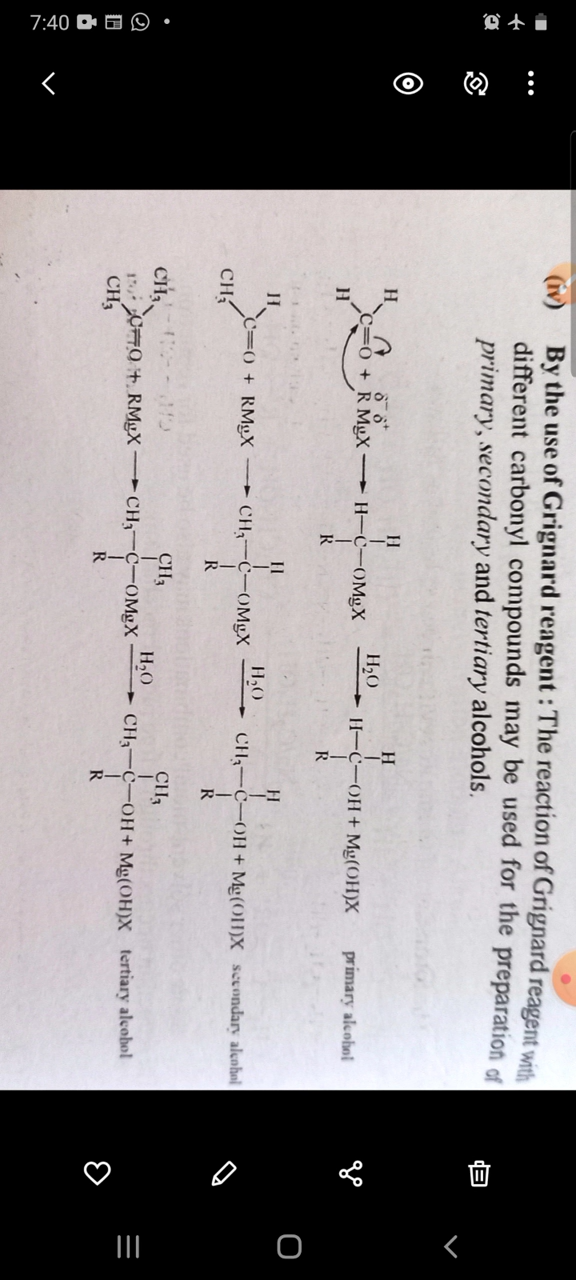 7:40
(iv) By the use of Grignard reagent : The reaction of Grignard reagent with
different carbonyl compounds may be used for the preparation of
primary, secondary and tertiary alcohols.
H H H
δ⁻ δ⁺ H₂O
C=O + R MgX → H—C—OMgX → H—C—OH + Mg(OH)X primary alcohol
H R R
H H H
H₂O
C=O + RMgX → CH₃—C—OMgX → CH₃—C—OH + Mg(OH)X secondary alcohol
CH₃ R R
CH₃ CH₃ CH₃
H₂O
C=O + RMgX → CH₃—C—OMgX → CH₃—C—OH + Mg(OH)X tertiary alcohol
CH₃ R R